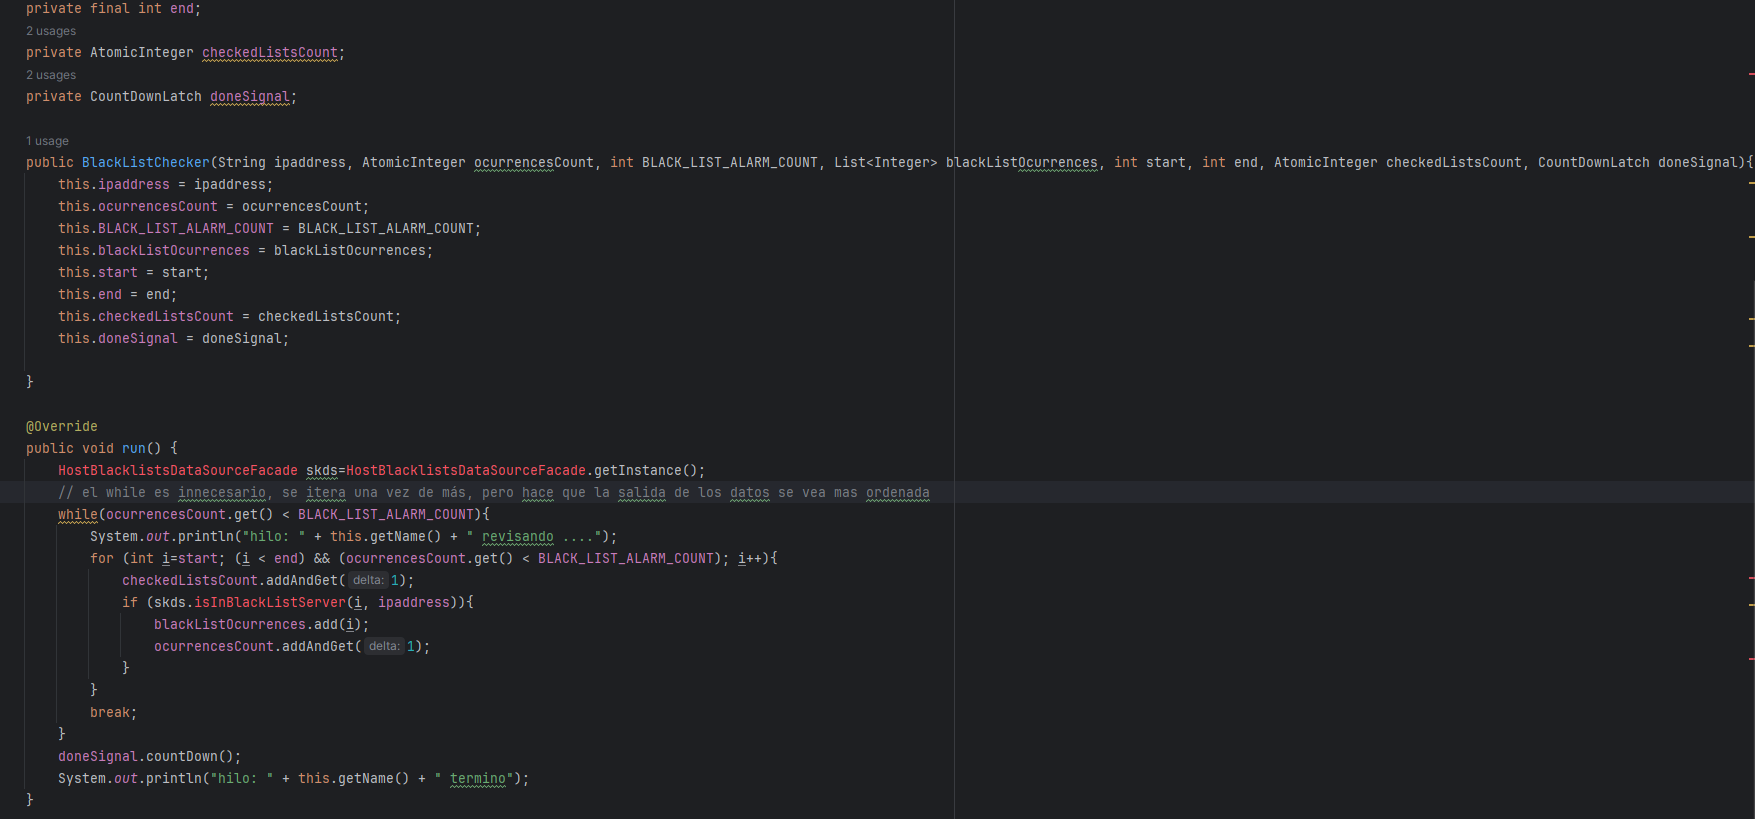 private final int end;
2 usages
private AtomicInteger checkedListsCount;
2 usages
private CountDownLatch doneSignal;
1 usage
public BlackListChecker(String ipaddress, AtomicInteger ocurrencesCount, int BLACK_LIST_ALARM_COUNT, List<Integer> blackListOcurrences, int start, int end, AtomicInteger checkedListsCount, CountDownLatch doneSignal){
this.ipaddress = ipaddress;
this.ocurrencesCount = ocurrencesCount;
this.BLACK_LIST_ALARM_COUNT = BLACK_LIST_ALARM_COUNT;
this.blackListOcurrences = blackListOcurrences;
this.start = start;
this.end = end;
this.checkedListsCount = checkedListsCount;
this.doneSignal = doneSignal;
}
@Override
public void run() {
HostBlacklistsDataSourceFacade skds=HostBlacklistsDataSourceFacade.getInstance();
// el while es innecesario, se itera una vez de más, pero hace que la salida de los datos se vea mas ordenada
while(ocurrencesCount.get() < BLACK_LIST_ALARM_COUNT){
System.out.println("hilo: " + this.getName() + " revisando ....");
for (int i=start; (i < end) && (ocurrencesCount.get() < BLACK_LIST_ALARM_COUNT); i++){
checkedListsCount.addAndGet( delta: 1);
if (skds.isInBlackListServer(i, ipaddress)){
blackListOcurrences.add(i);
ocurrencesCount.addAndGet( delta: 1);
}
}
break;
}
doneSignal.countDown();
System.out.println("hilo: " + this.getName() + " termino");
}